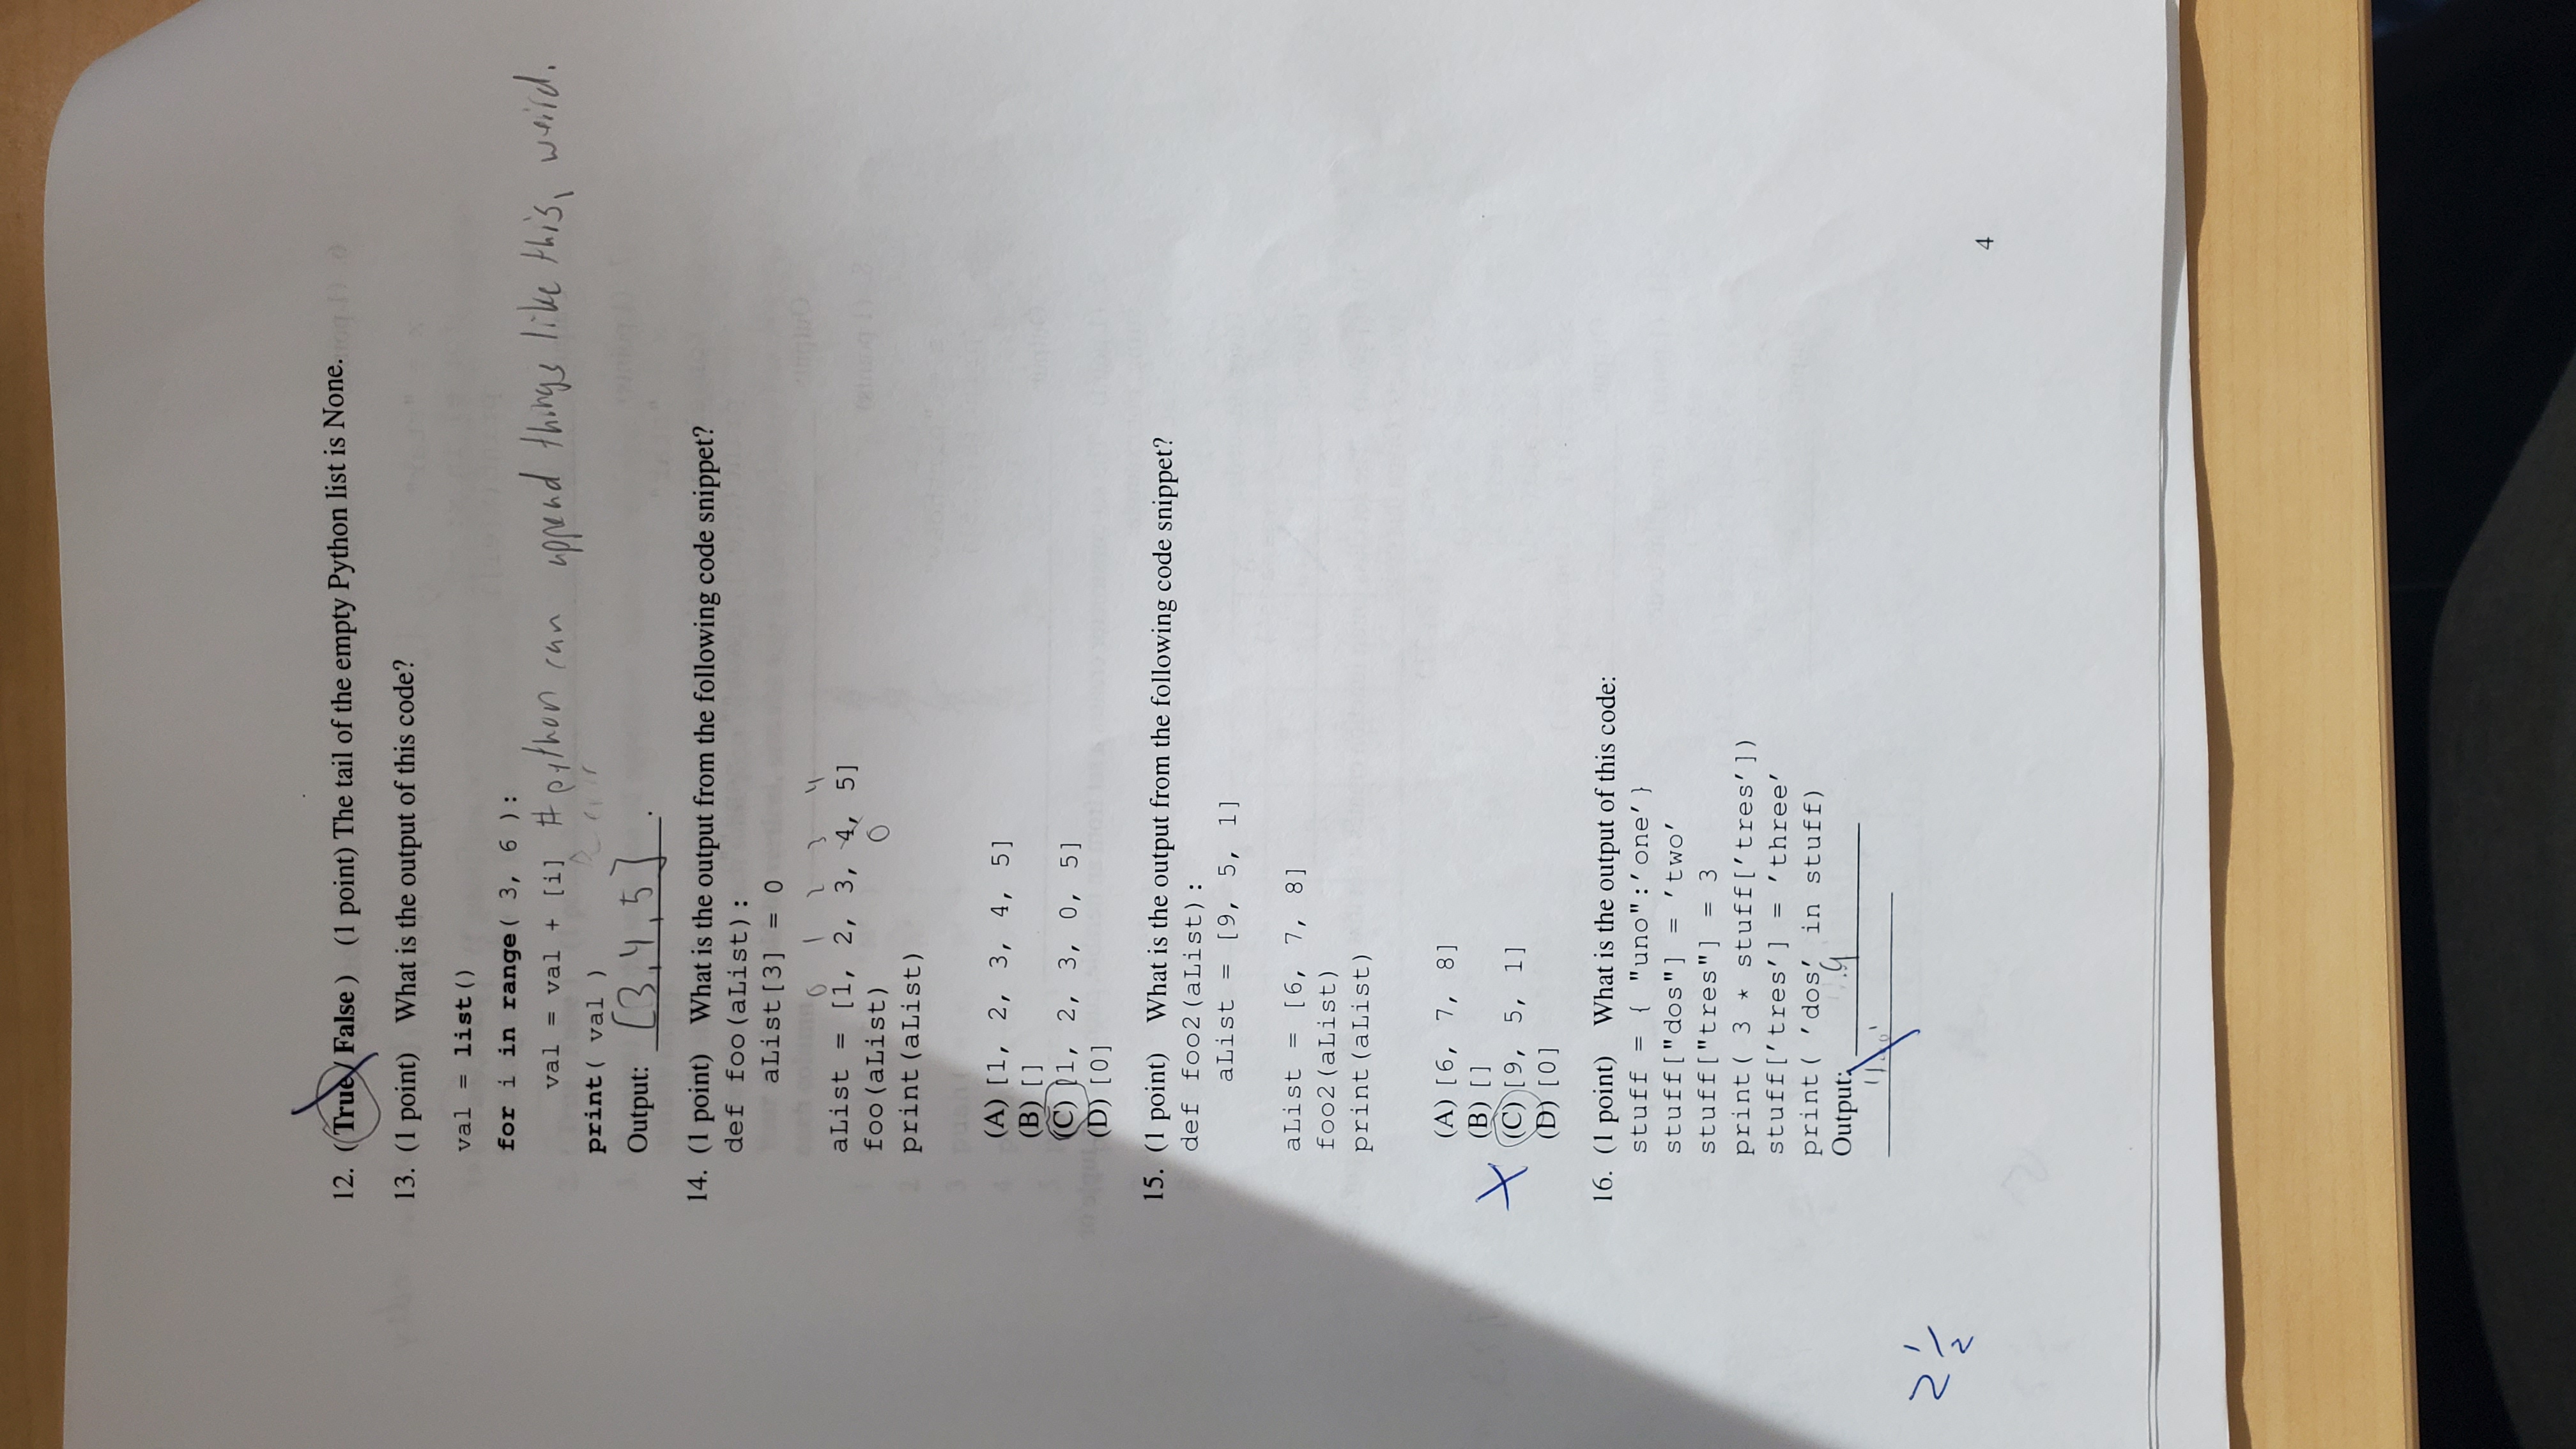 12. ( True / False ) (1 point) The tail of the empty Python list is None.
13. (1 point) What is the output of this code?
val = list()
for i in range( 3, 6 ):
val = val + [i] # python can append things like this, weird.
print( val )
Output: [3,4,5] .
14. (1 point) What is the output from the following code snippet?
def foo(aList):
aList[3] = 0
0 1 2 3 4
aList = [1, 2, 3, 4, 5]
foo(aList) 0
print(aList)
(A) [1, 2, 3, 4, 5]
(B) []
(C) [1, 2, 3, 0, 5]
(D) [0]
15. (1 point) What is the output from the following code snippet?
def foo2(aList):
aList = [9, 5, 1]
aList = [6, 7, 8]
foo2(aList)
print(aList)
(A) [6, 7, 8]
(B) []
(C) [9, 5, 1]
(D) [0]
16. (1 point) What is the output of this code:
stuff = { "uno":'one'}
stuff["dos"] = 'two'
stuff["tres"] = 3
print( 3 * stuff['tres'])
stuff['tres'] = 'three'
print( 'dos' in stuff)
Output: 9
2 1/2
4